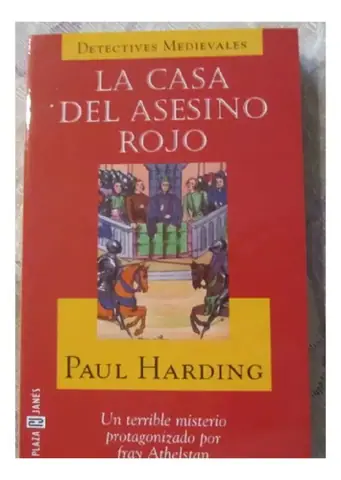 DETECTIVES MEDIEVALES
LA CASA
DEL ASESINO
ROJO
PAUL HARDING
Un terrible misterio
protagonizado por
fray Athelstan
PLAZA & JANÉS